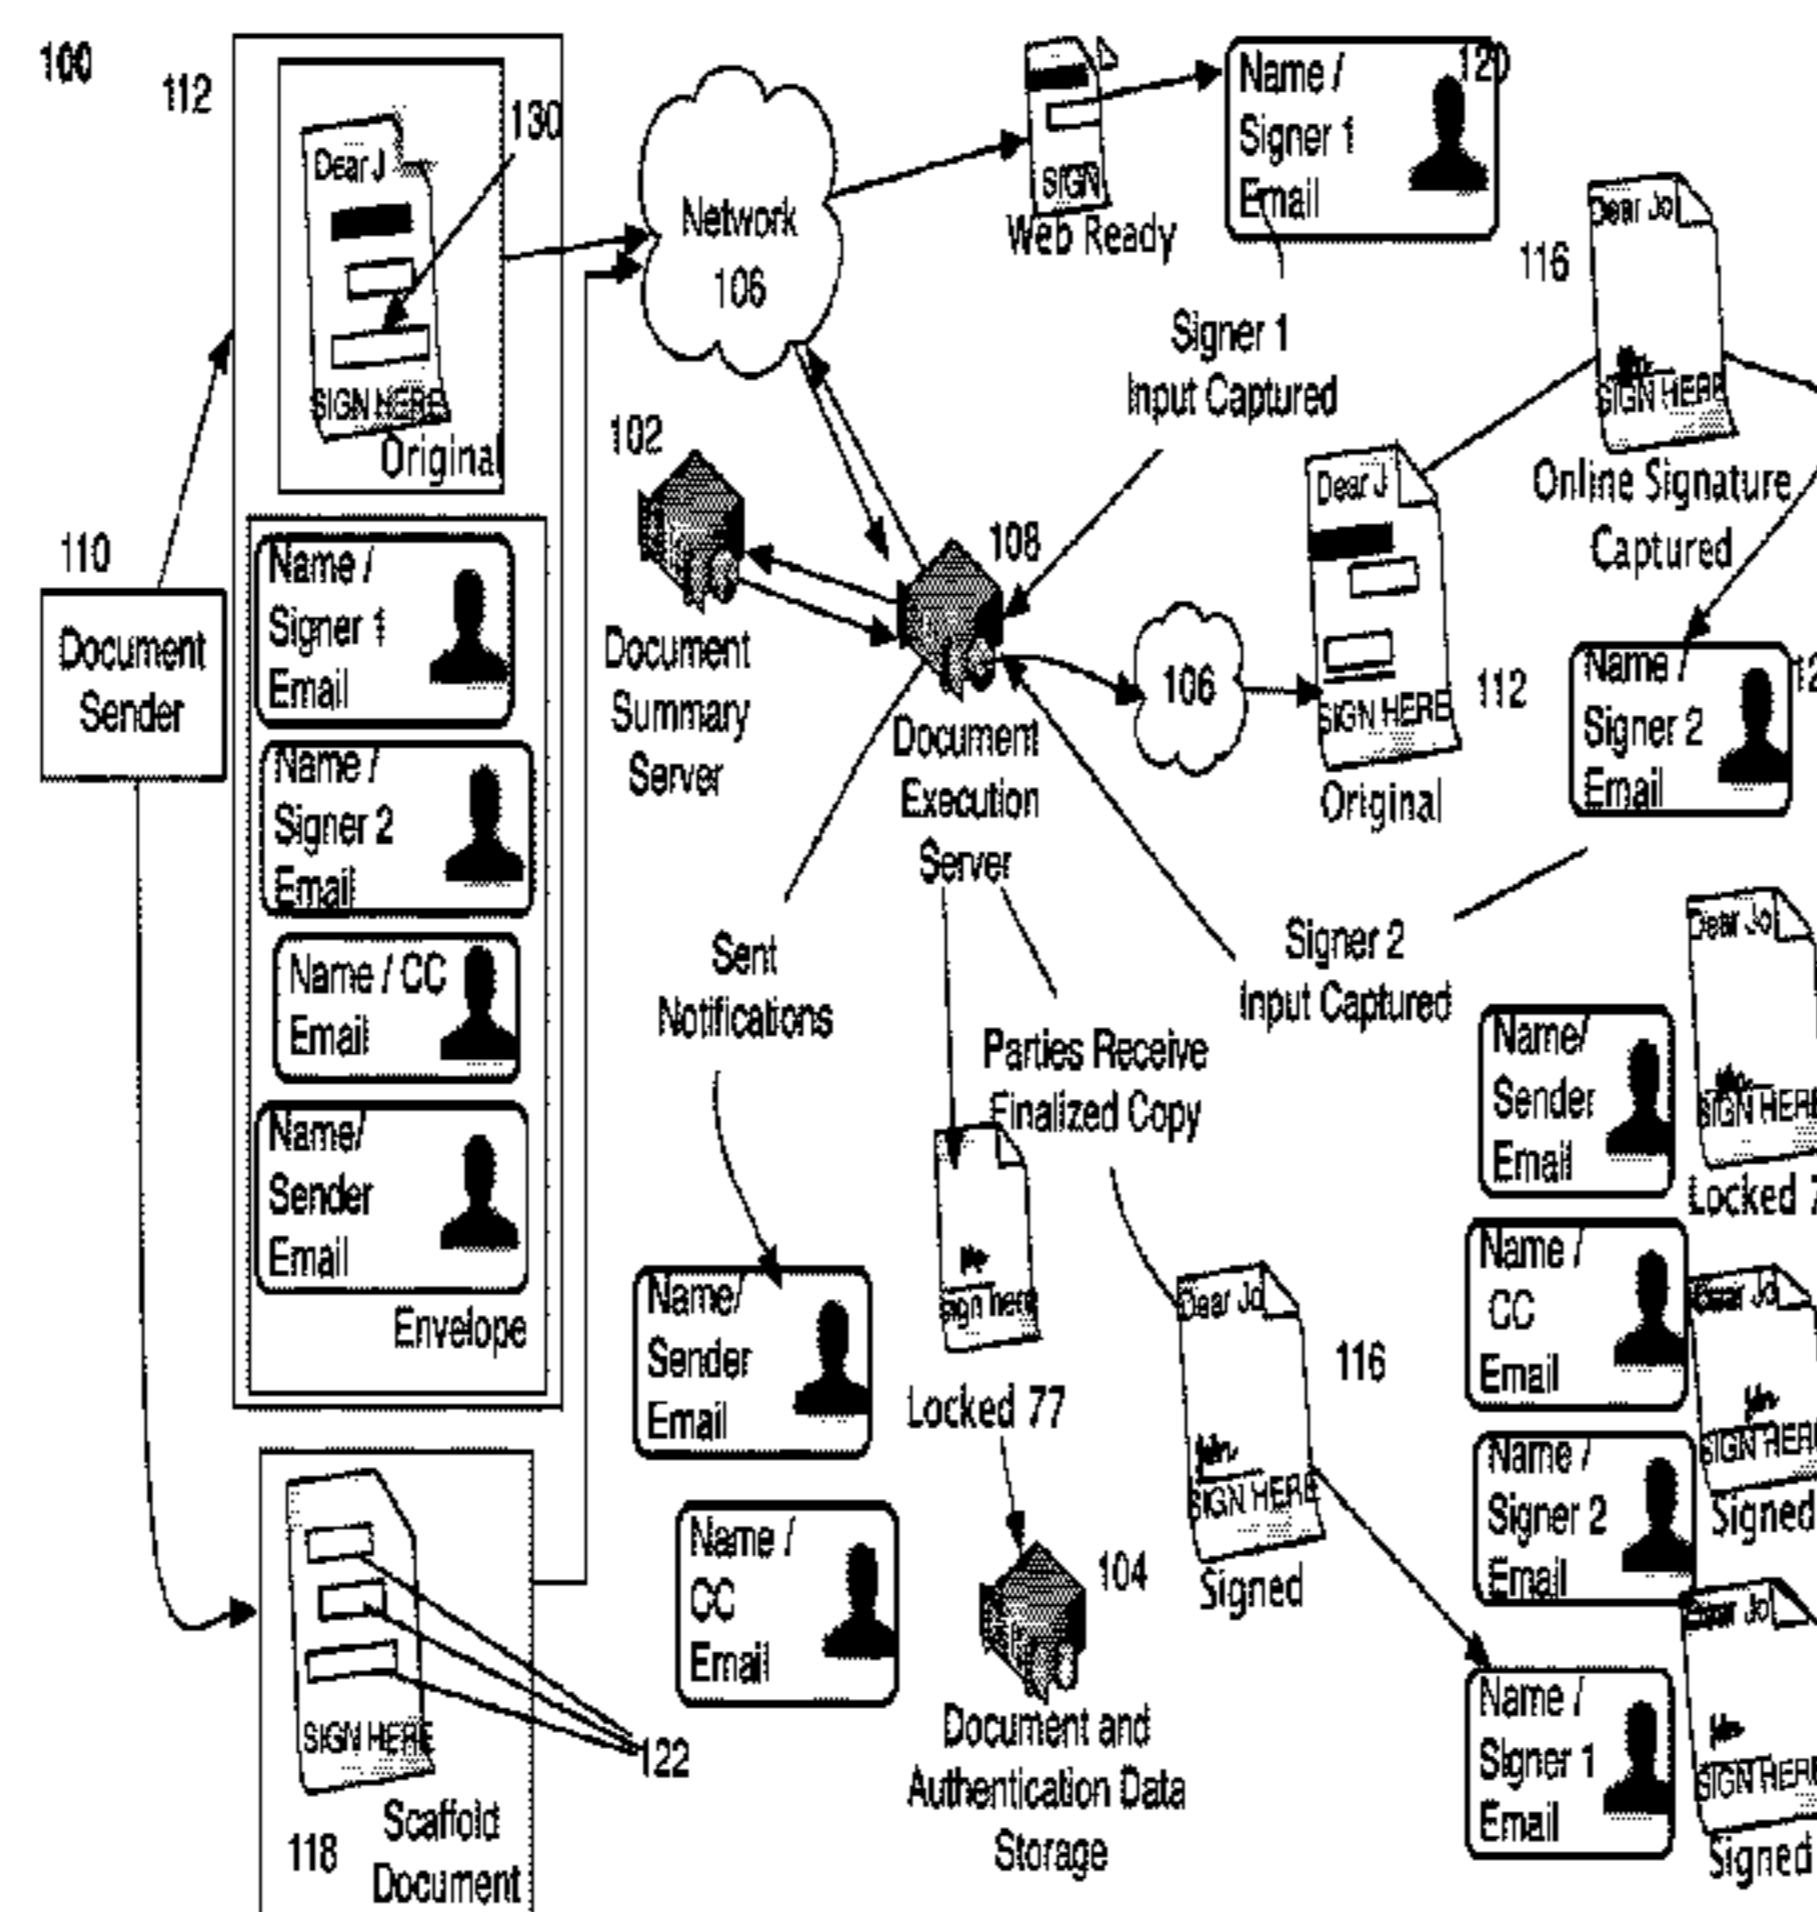 100
112
130
Dear J
SIGN HERE
Original
110
Document
Sender
Name /
Signer 1
Email
Name /
Signer 2
Email
Name / CC
Email
Name/
Sender
Email
Envelope
SIGN HERE
122
118
Scaffold
Document
Network
106
102
Document
Summary
Server
108
Document
Execution
Server
SIGN
Web Ready
Name /
Signer 1
Email
120
Signer 1
Input Captured
106
Dear J
SIGN HERE
112
Original
116
Dear Jo
SIGN HERE
Online Signature
Captured
Name /
Signer 2
Email
Signer 2
Input Captured
Sent
Notifications
Name/
Sender
Email
Name /
CC
Email
Parties Receive
Finalized Copy
sign here
Locked 77
104
Document and
Authentication Data
Storage
Dear Jo
116
SIGN HERE
Signed
Name/
Sender
Email
Dear Jo
SIGN HERE
Locked
Name /
CC
Email
Dear Jo
SIGN HERE
Signed
Name /
Signer 2
Email
Dear Jo
SIGN HERE
Signed
Name /
Signer 1
Email